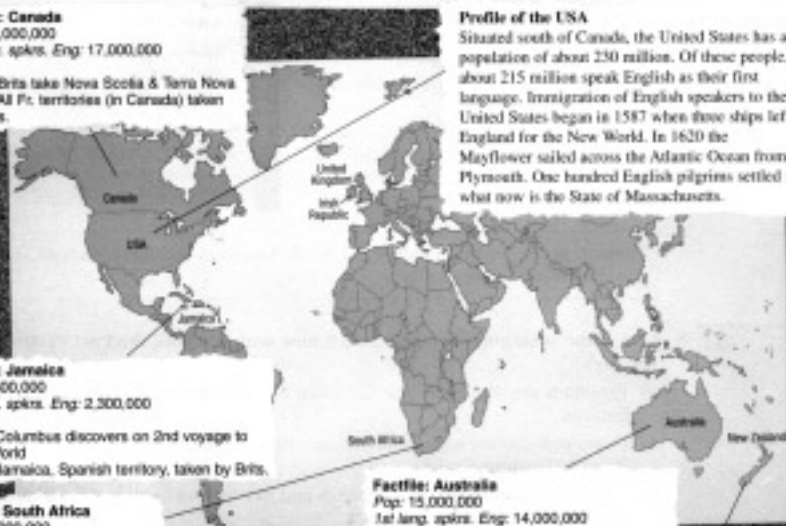 : Canada
,000,000
. spkrs. Eng: 17,000,000
Brits take Nova Scotia & Terra Nova
All Fr. territories (in Canada) taken
s.
Profile of the USA
Situated south of Canada, the United States has a
population of about 230 million. Of these people,
about 215 million speak English as their first
language. Immigration of English speakers to the
United States began in 1587 when three ships left
England for the New World. In 1620 the
Mayflower sailed across the Atlantic Ocean from
Plymouth. One hundred English pilgrims settled
what now is the State of Massachusetts.
Canada
USA
Jamaica
United
Kingdom
Irish
Republic
South Africa
Australia
New Zealand
: Jamaica
00,000
. spkrs. Eng: 2,300,000
Columbus discovers on 2nd voyage to
World
Jamaica, Spanish territory, taken by Brits.
South Africa
000,000
Factfile: Australia
Pop: 15,000,000
1st lang. spkrs. Eng: 14,000,000